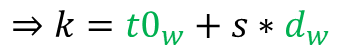 ⇒ k = t0_w + s * d_w